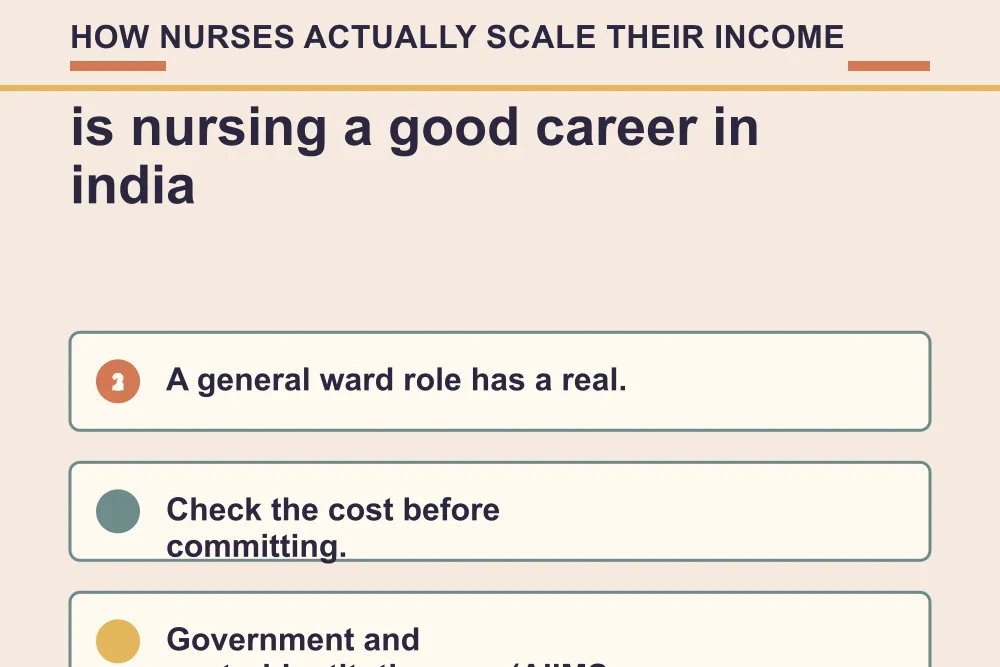 HOW NURSES ACTUALLY SCALE THEIR INCOME
is nursing a good career in
india
A general ward role has a real.
Check the cost before
committing.
Government and